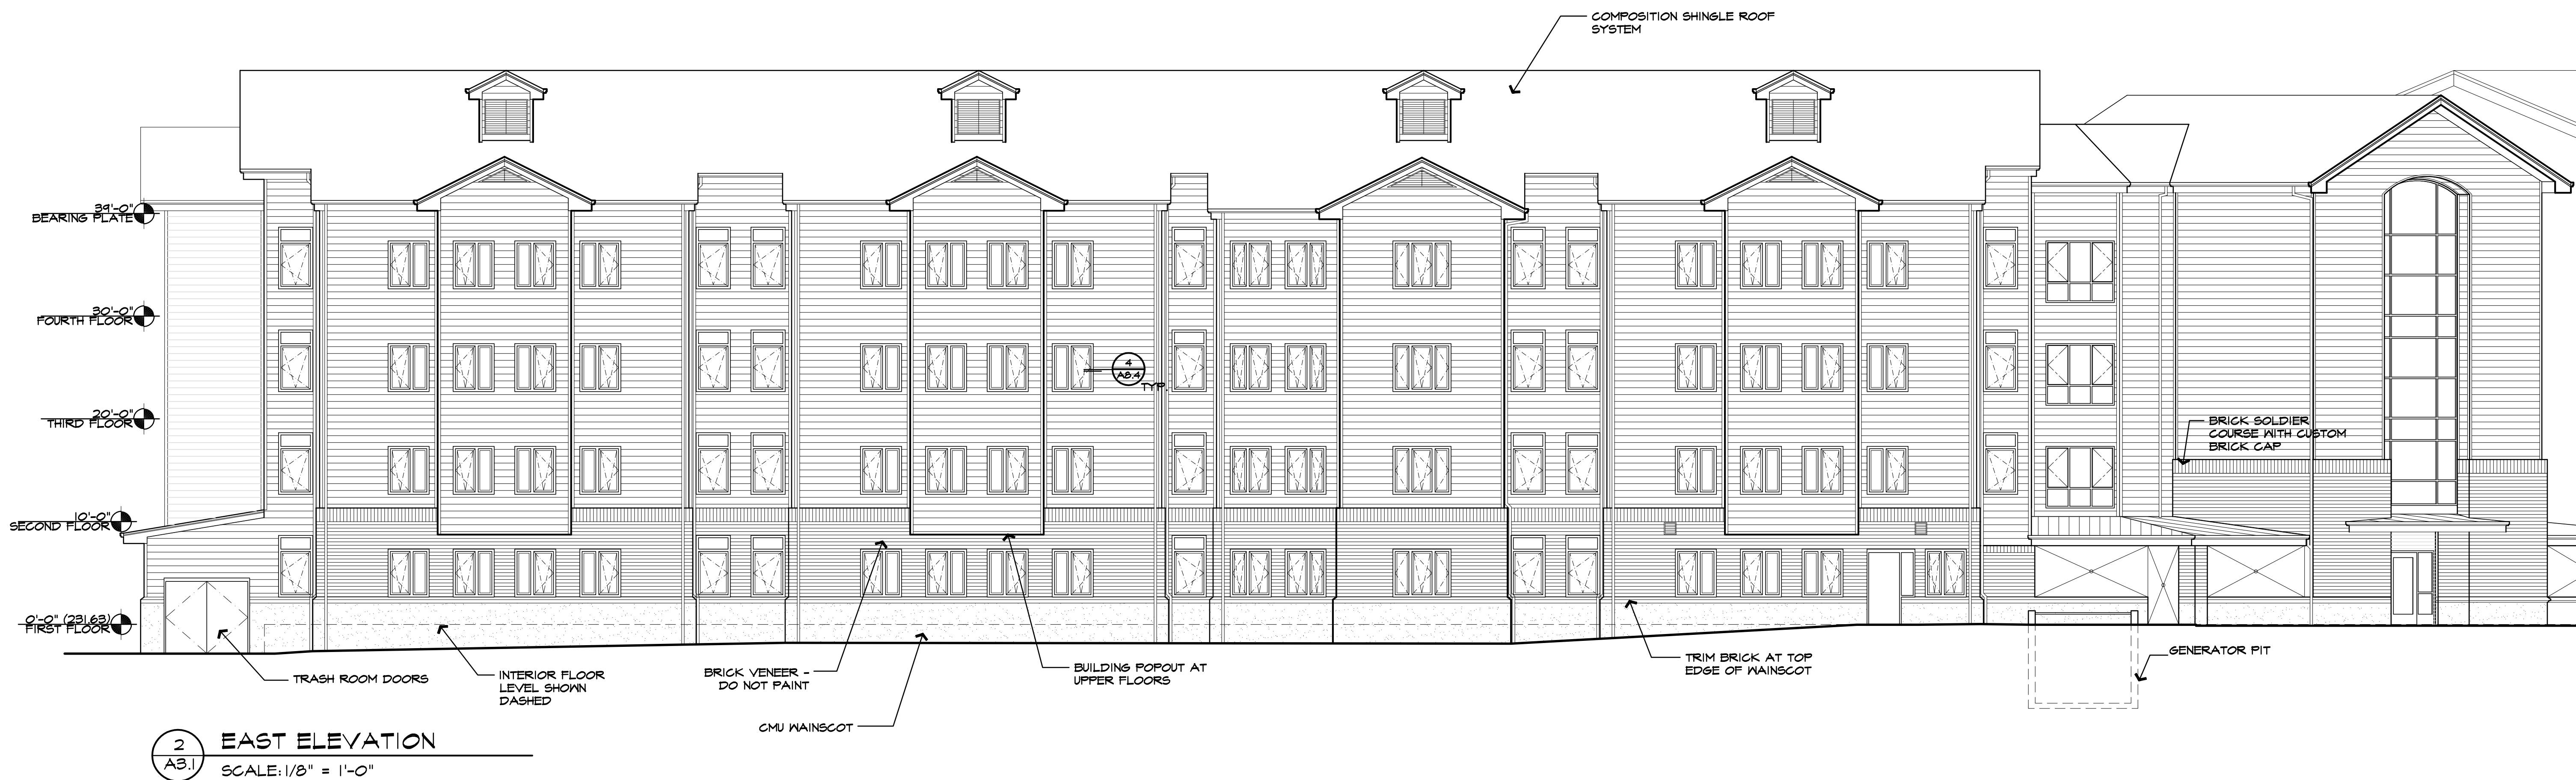 COMPOSITION SHINGLE ROOF
SYSTEM
39'-0"
BEARING PLATE
30'-0"
FOURTH FLOOR
4
A8.4
TYP.
20'-0"
THIRD FLOOR
BRICK SOLDIER
COURSE WITH CUSTOM
BRICK CAP
10'-0"
SECOND FLOOR
0'-0" (231.63)
FIRST FLOOR
TRASH ROOM DOORS
INTERIOR FLOOR
LEVEL SHOWN
DASHED
BRICK VENEER -
DO NOT PAINT
BUILDING POPOUT AT
UPPER FLOORS
TRIM BRICK AT TOP
EDGE OF WAINSCOT
GENERATOR PIT
CMU WAINSCOT
2
A3.1
EAST ELEVATION
SCALE: 1/8" = 1'-0"